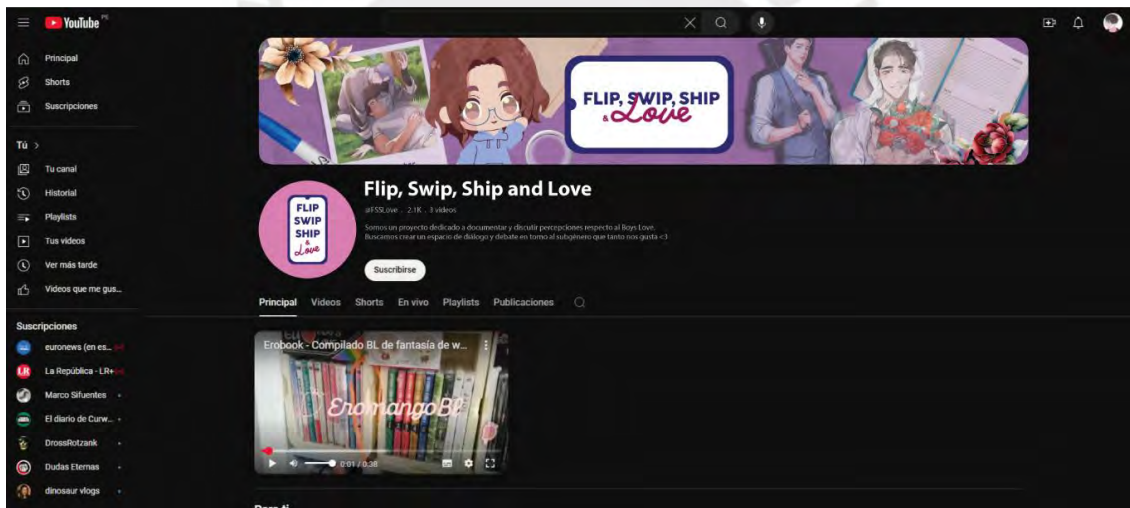 YouTube PE
Principal
Shorts
Suscripciones
Tú >
Tu canal
Historial
Playlists
Tus videos
Ver más tarde
Videos que me gus...
Suscripciones
euronews (en es...
La República - LR+
Marco Sifuentes
El diario de Curw...
DrossRotzank
Dudas Eternas
dinosaur vlogs
FLIP, SWIP, SHIP
& Love
FLIP
SWIP
SHIP
& Love
Flip, Swip, Ship and Love
@FSSLove . 2.1K . 3 videos
Somos un proyecto dedicado a documentar y discutir percepciones respecto al Boys Love.
Buscamos crear un espacio de diálogo y debate en torno al subgénero que tanto nos gusta <3
Suscribirse
Principal Videos Shorts En vivo Playlists Publicaciones
Erobook - Compilado BL de fantasía de w...
EromangoBl
0:01 / 0:38
Para ti